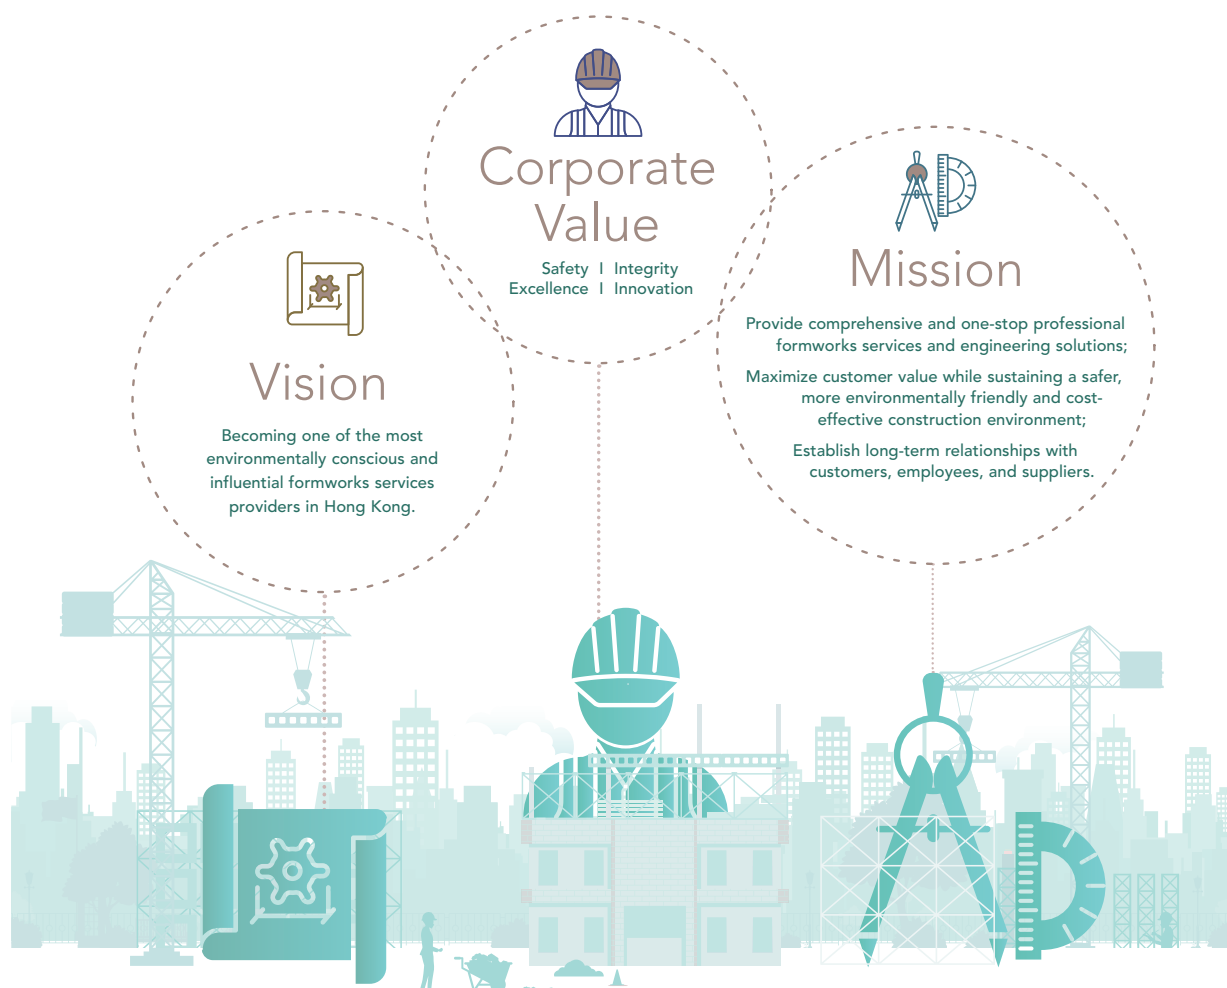 Corporate
Value
Safety | Integrity
Excellence | Innovation
Vision
Becoming one of the most
environmentally conscious and
influential formworks services
providers in Hong Kong.
Mission
Provide comprehensive and one-stop professional
formworks services and engineering solutions;
Maximize customer value while sustaining a safer,
more environmentally friendly and cost-
effective construction environment;
Establish long-term relationships with
customers, employees, and suppliers.